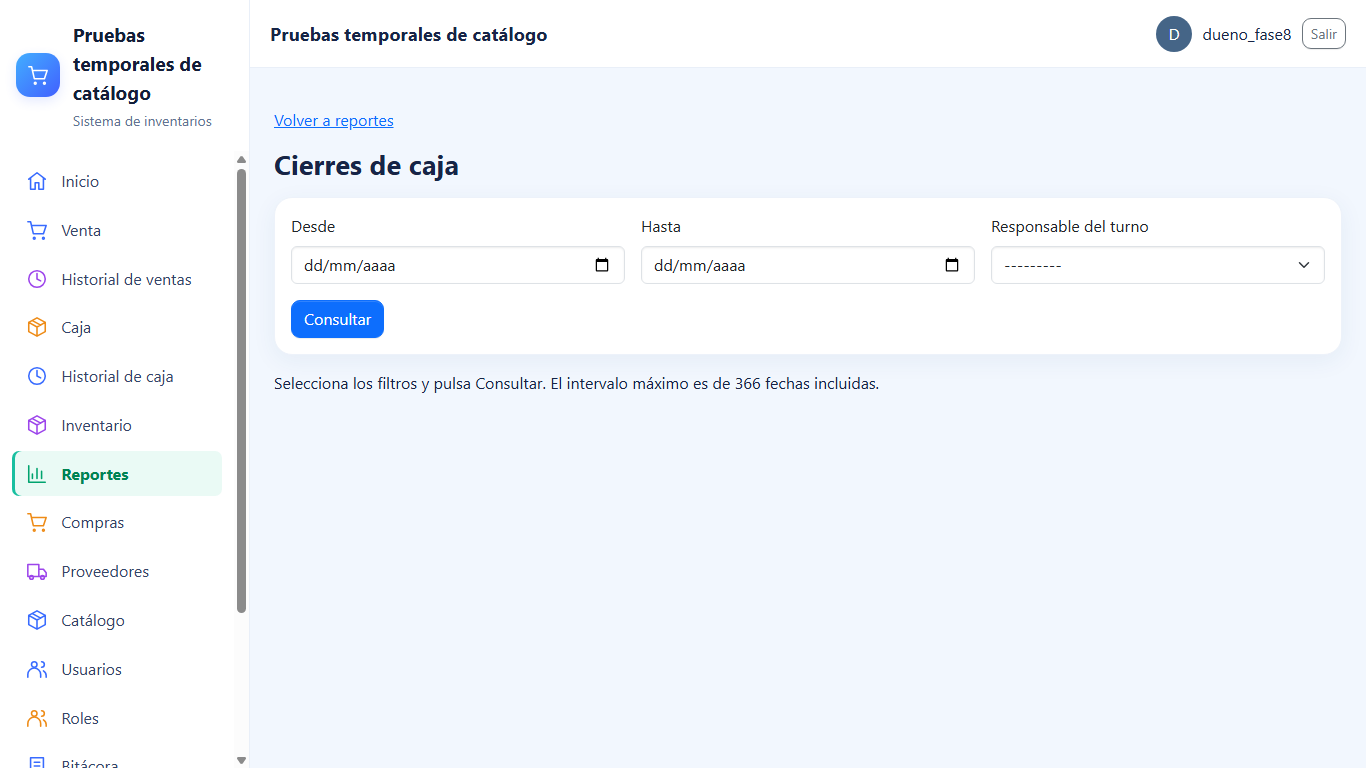 Pruebas
temporales de
catálogo
Sistema de inventarios
Inicio
Venta
Historial de ventas
Caja
Historial de caja
Inventario
Reportes
Compras
Proveedores
Catálogo
Usuarios
Roles
Bitácora
Pruebas temporales de catálogo
D
dueno_fase8
Salir
Volver a reportes
Cierres de caja
Desde
Hasta
Responsable del turno
dd/mm/aaaa
dd/mm/aaaa
---------
Consultar
Selecciona los filtros y pulsa Consultar. El intervalo máximo es de 366 fechas incluidas.